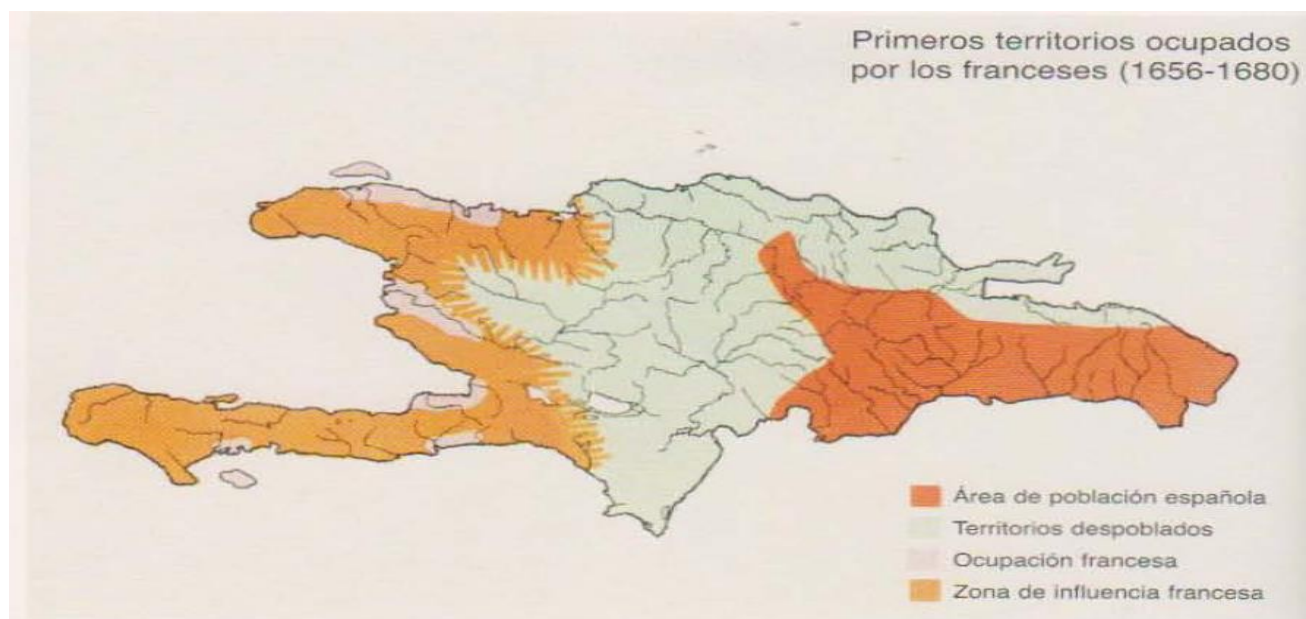 Primeros territorios ocupados
por los franceses (1656-1680)
Área de población española
Territorios despoblados
Ocupación francesa
Zona de influencia francesa